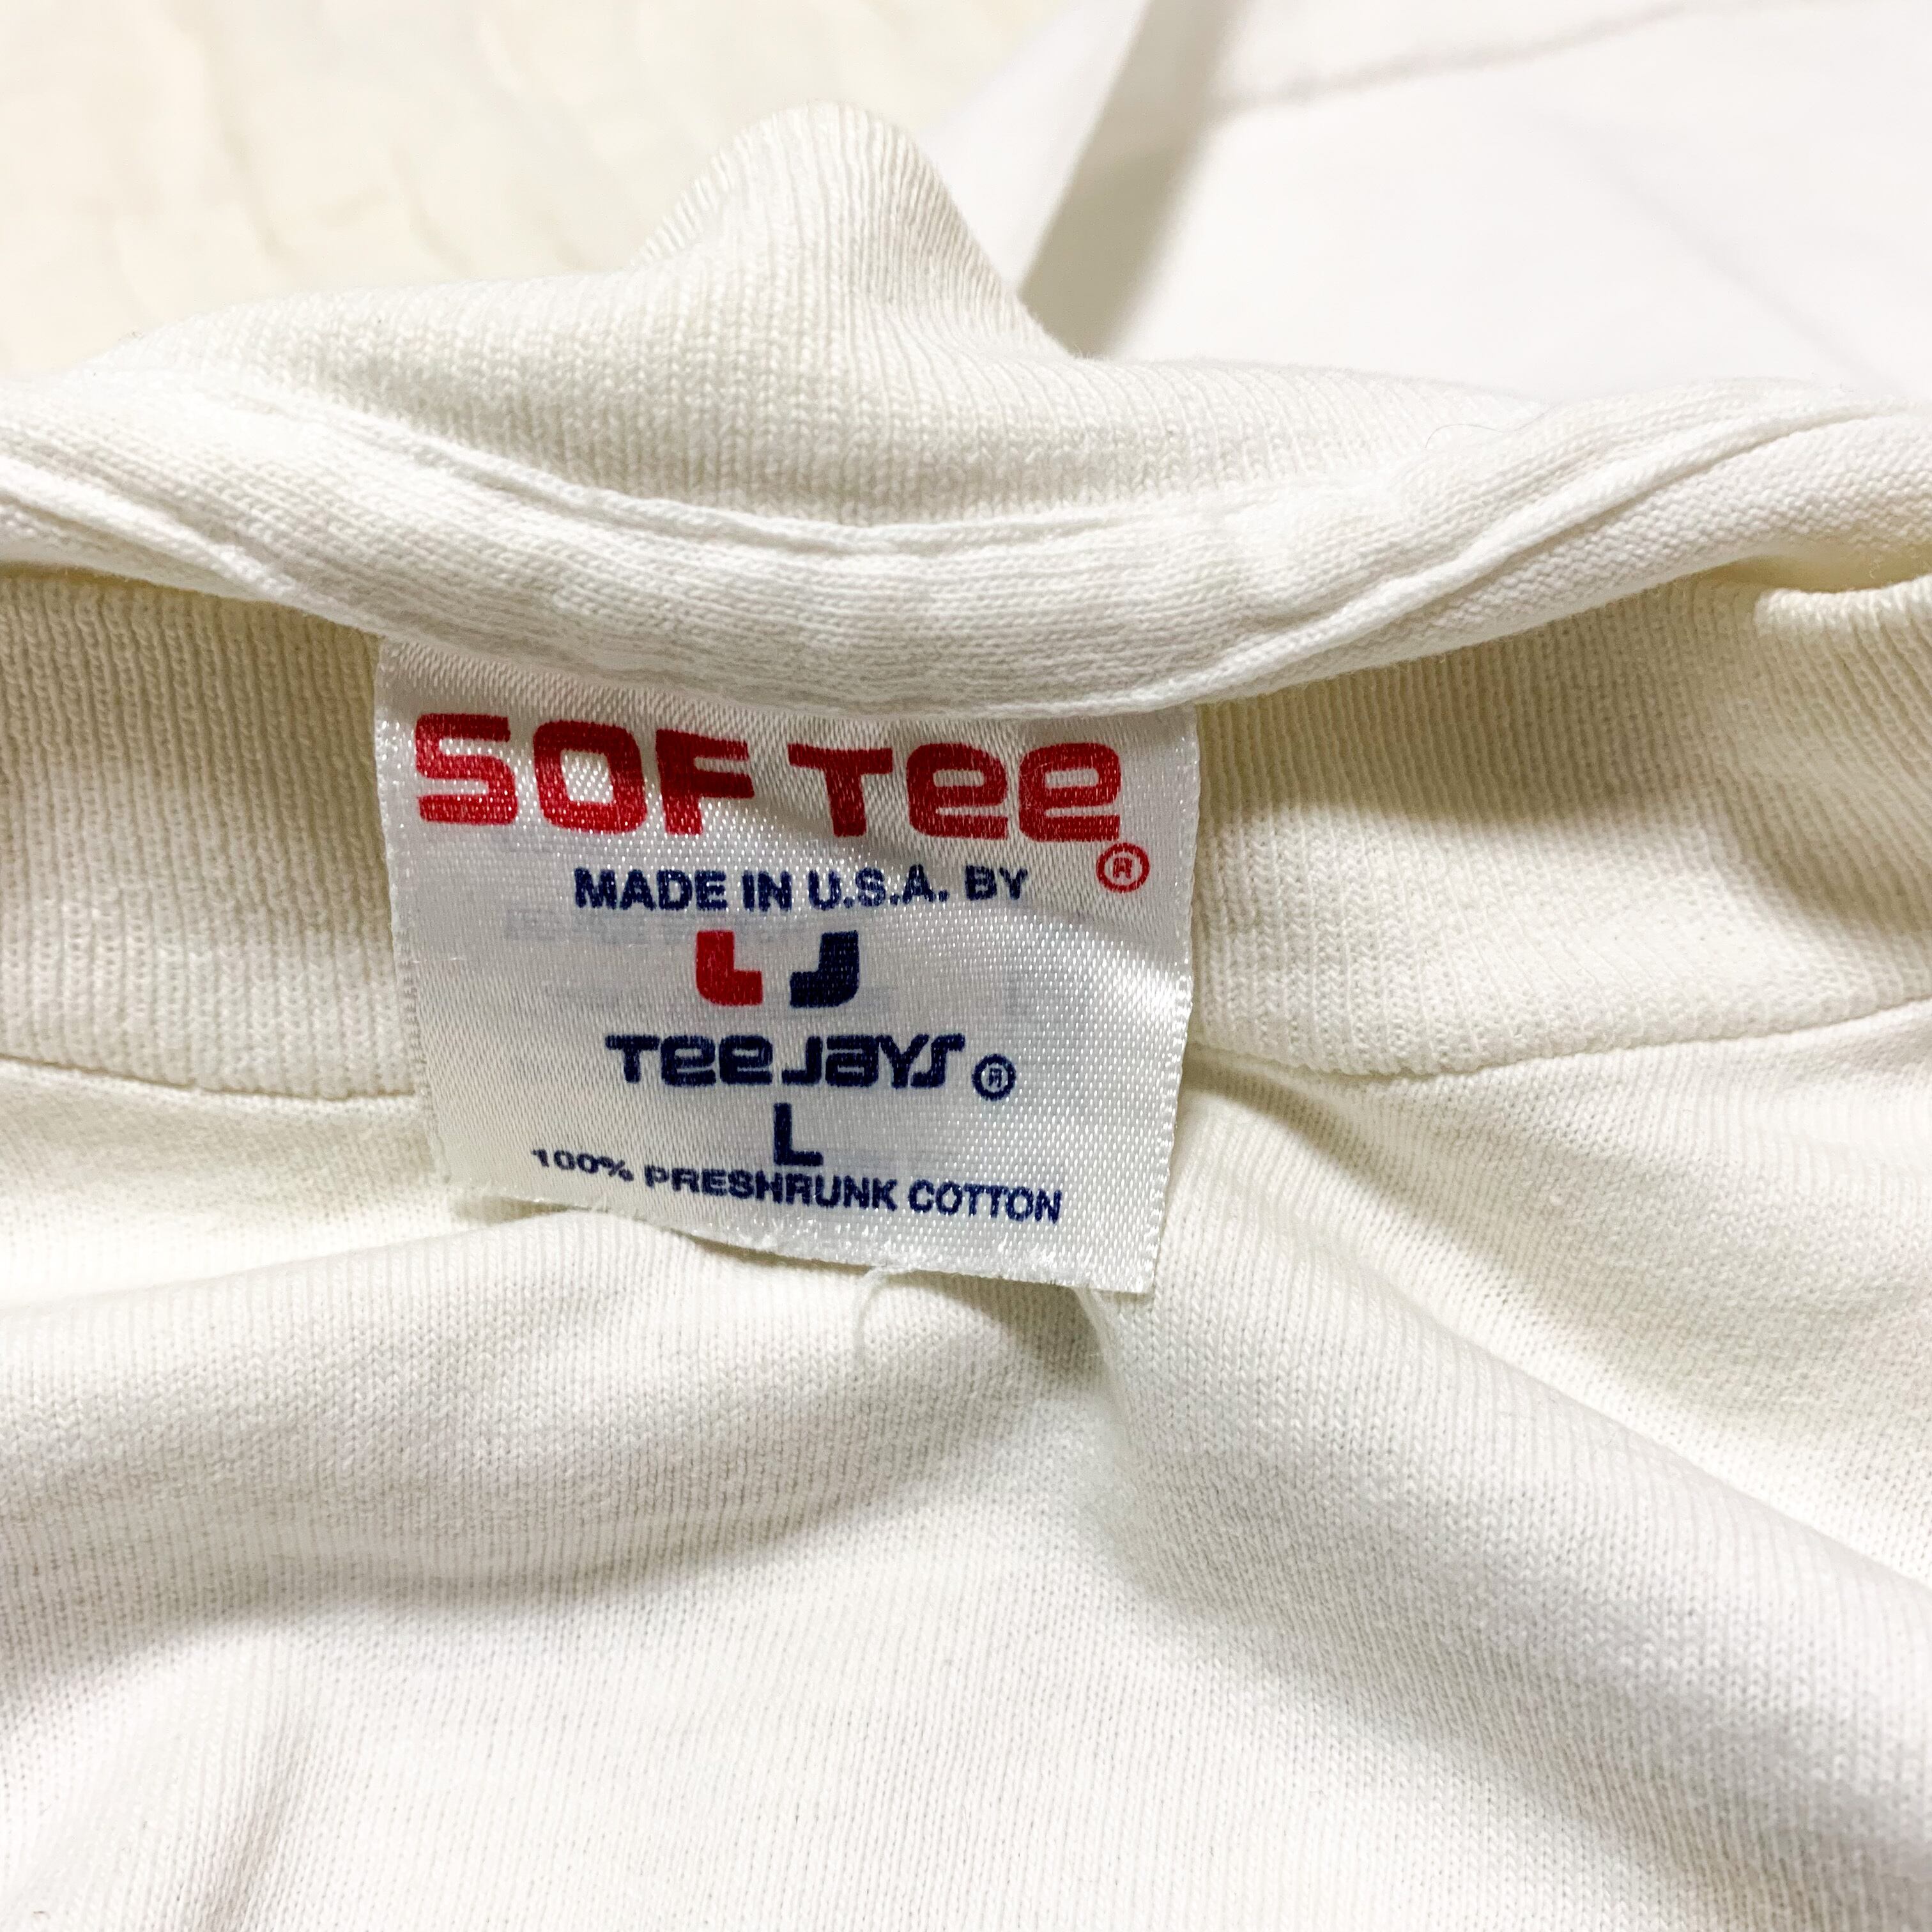 SOF Tee ®
MADE IN U.S.A. BY
TeeJays ®
L
100% PRESHRUNK COTTON